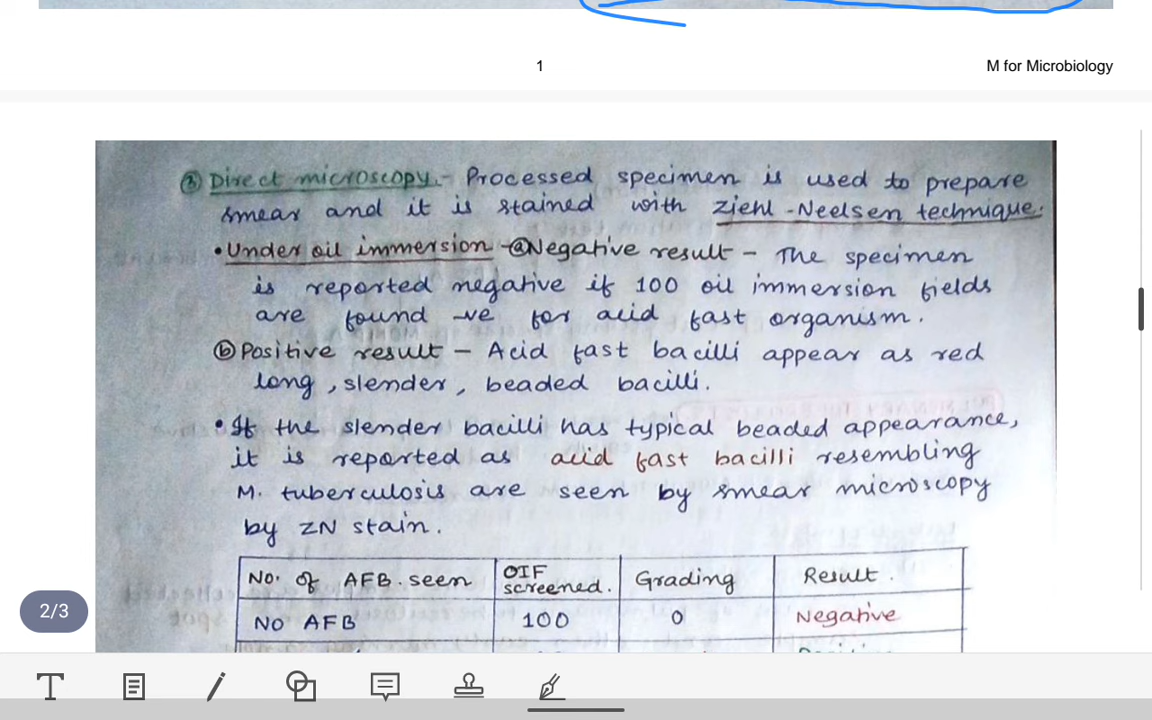 1
M for Microbiology
③ Direct microscopy - Processed specimen is used to prepare
smear and it is stained with Ziehl-Neelsen technique.
• Under oil immersion - ⓐ Negative result - The specimen
is reported negative if 100 oil immersion fields
are found -ve for acid fast organism.
ⓑ Positive result - Acid fast bacilli appear as red
long, slender, beaded bacilli.
• If the slender bacilli has typical beaded appearance,
it is reported as acid fast bacilli resembling
M. tuberculosis are seen by smear microscopy
by ZN stain.
No. of AFB seen OIF screened. Grading Result.
No AFB 100 0 Negative
2/3